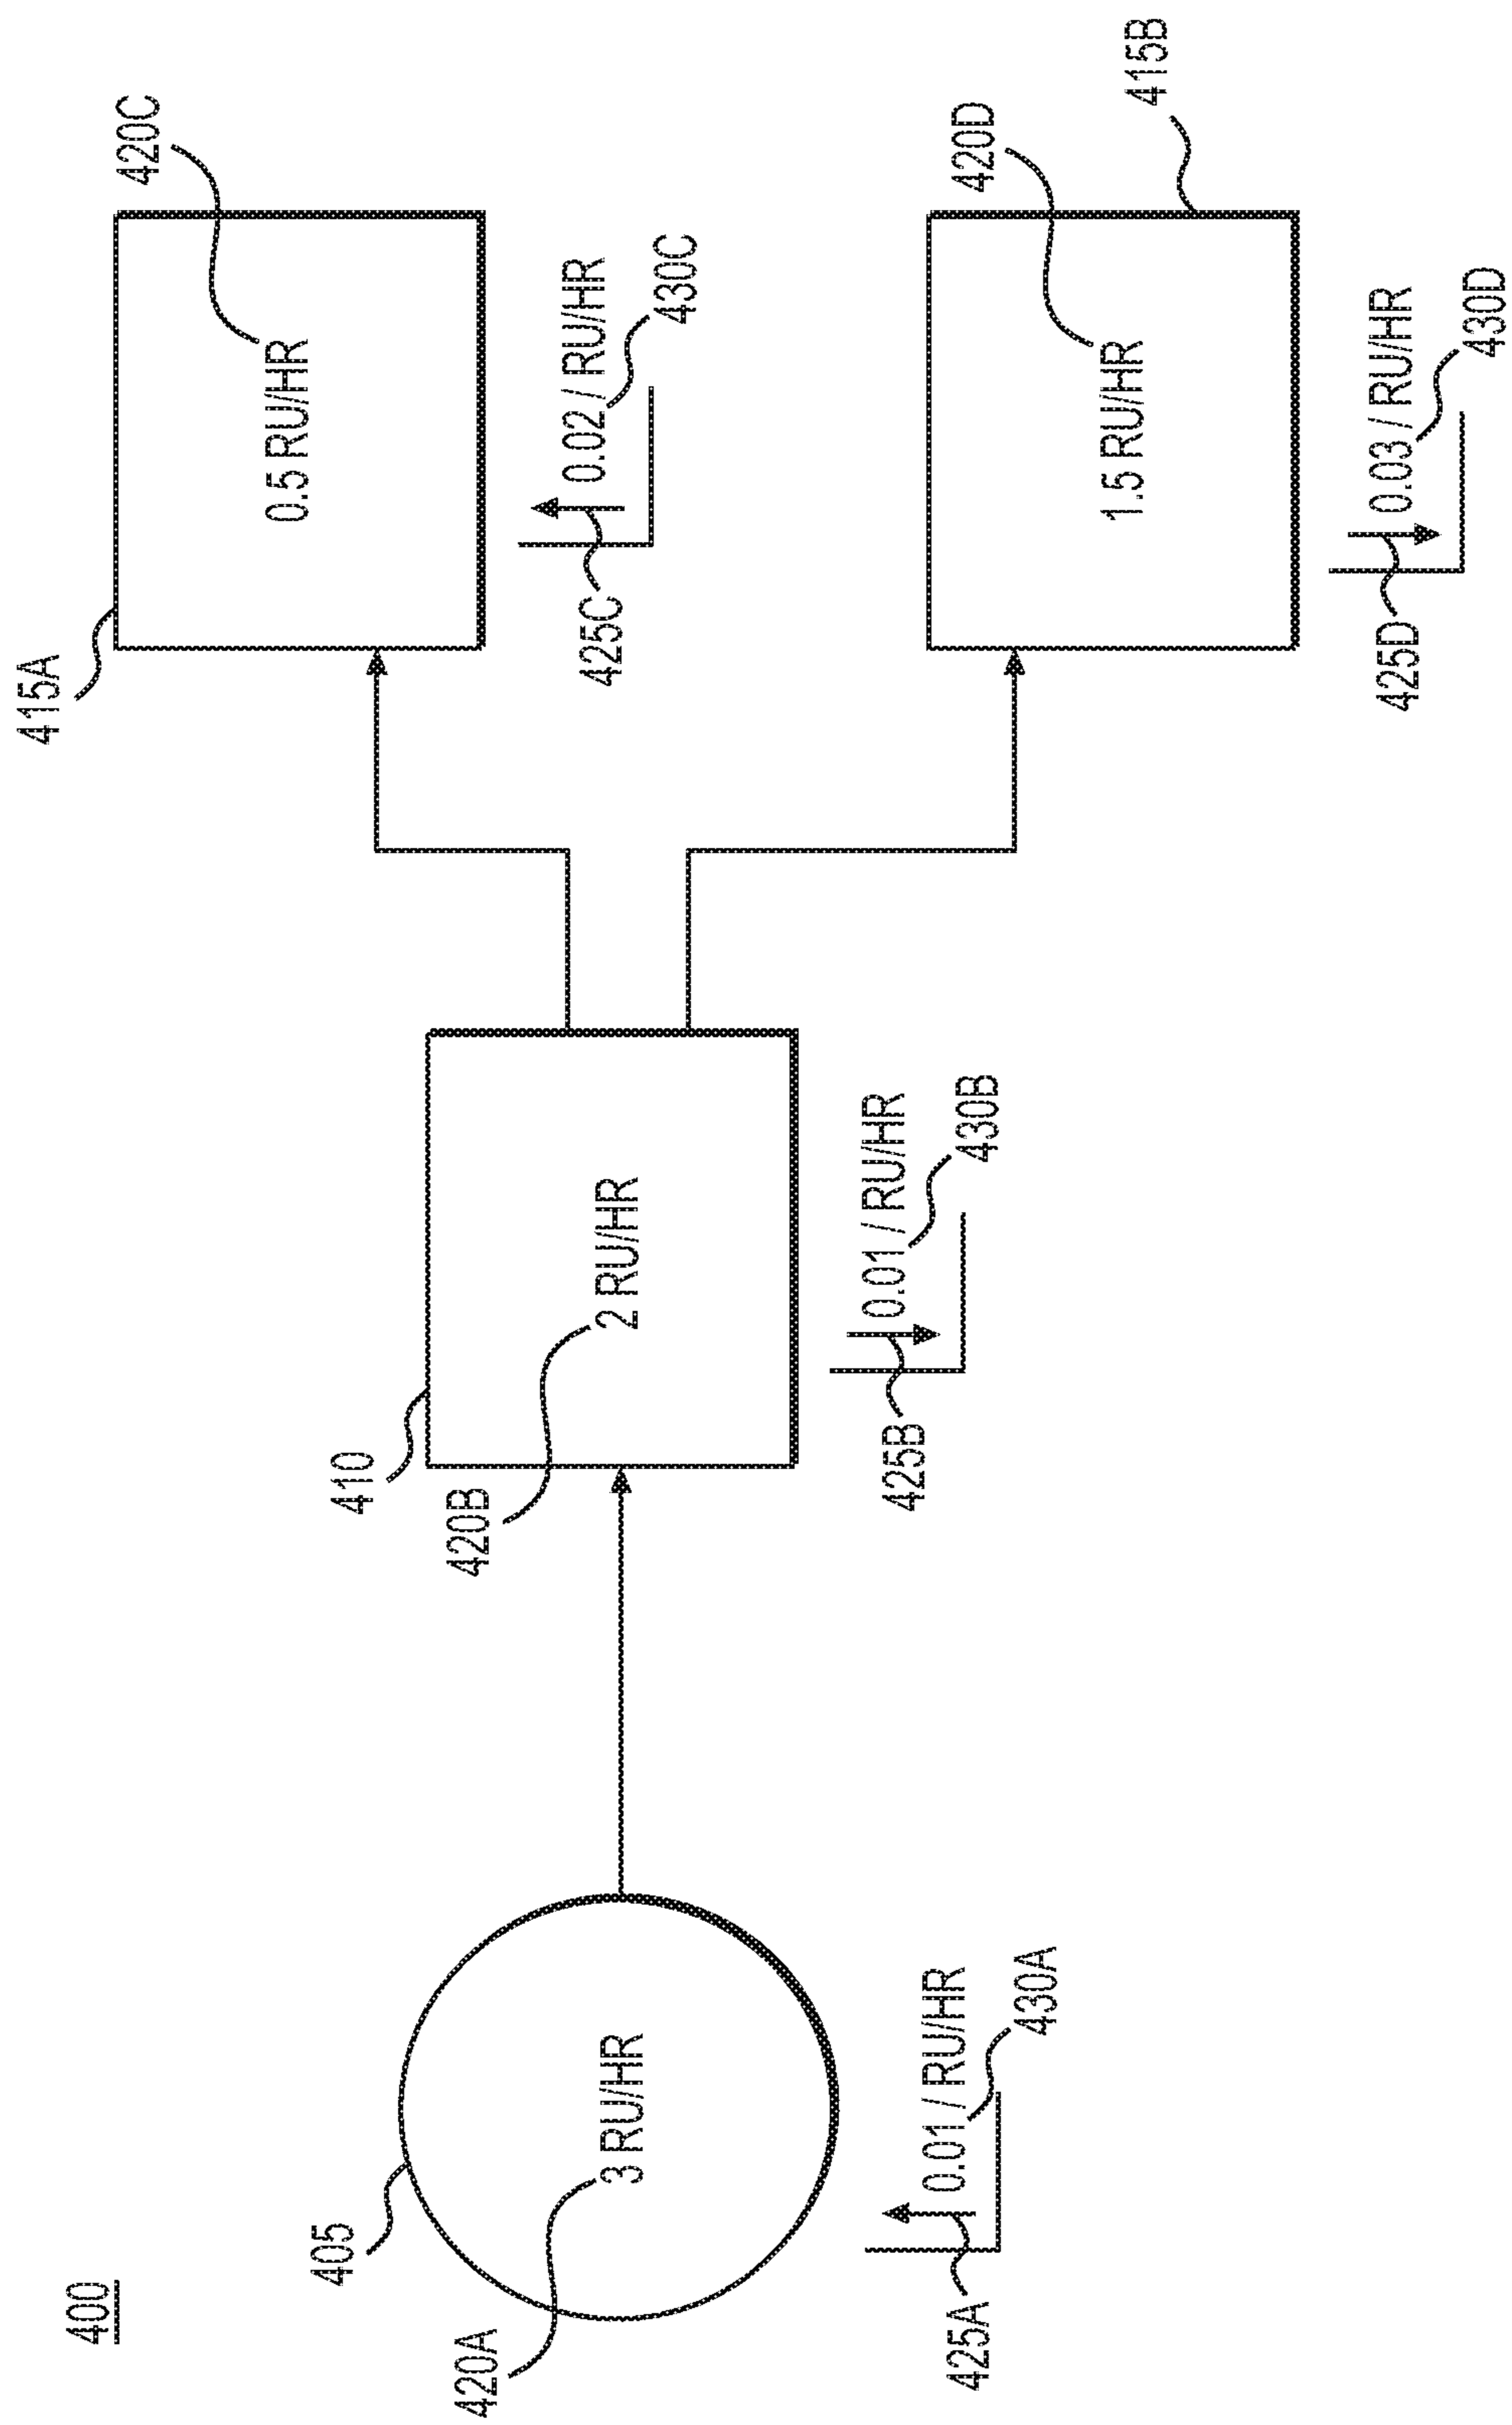 400
405
420A
3 RU/HR
425A
0.01 / RU/HR
430A
410
420B
2 RU/HR
425B
0.01 / RU/HR
430B
415A
420C
0.5 RU/HR
425C
0.02 / RU/HR
430C
420D
1.5 RU/HR
415B
425D
0.03 / RU/HR
430D